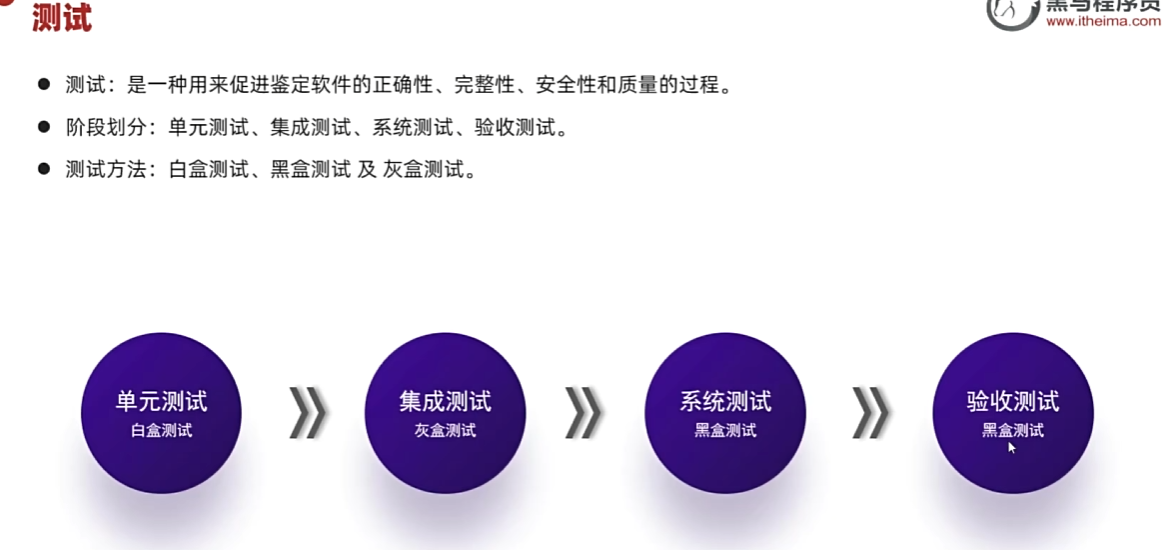 测试
黑马程序员
www.itheima.com
测试：是一种用来促进鉴定软件的正确性、完整性、安全性和质量的过程。
阶段划分：单元测试、集成测试、系统测试、验收测试。
测试方法：白盒测试、黑盒测试 及 灰盒测试。
单元测试
白盒测试
集成测试
灰盒测试
系统测试
黑盒测试
验收测试
黑盒测试